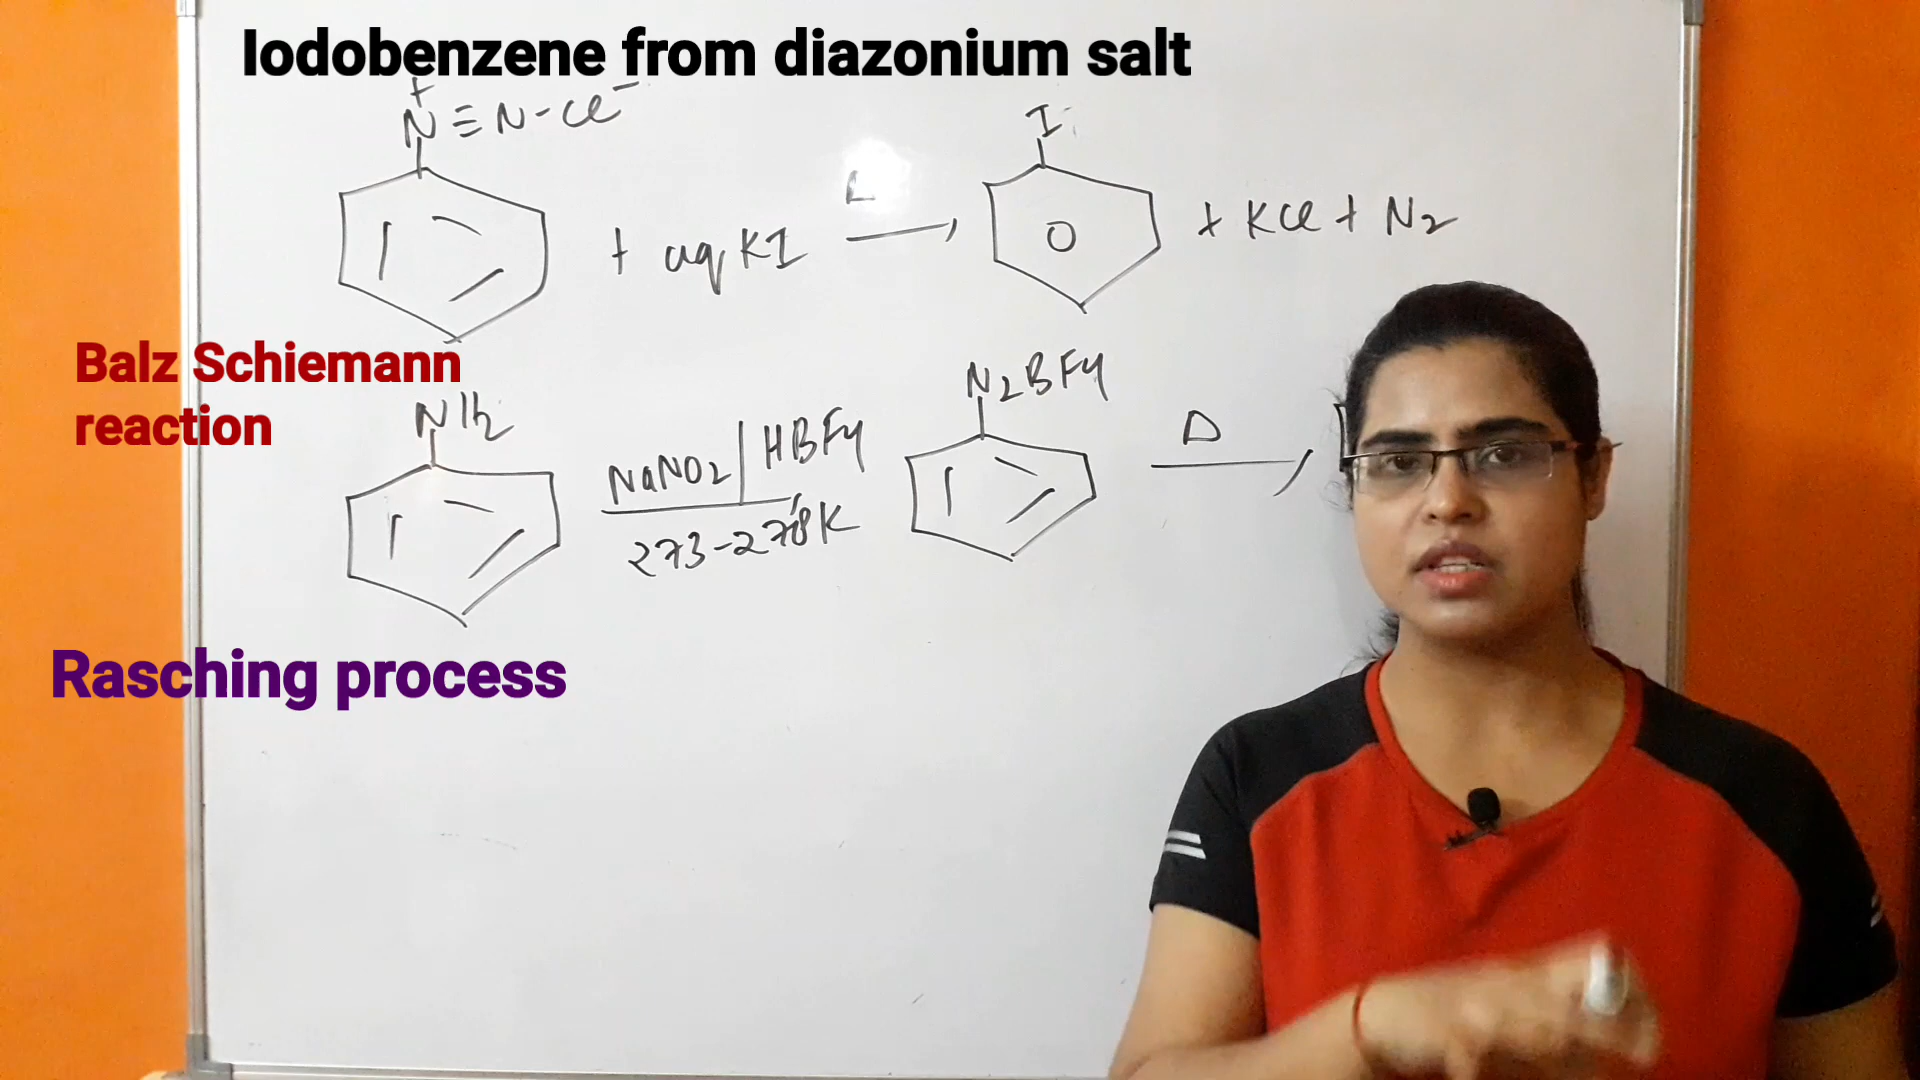 Iodobenzene from diazonium salt
+
N≡N-Cl⁻
I
+ aq KI
+ KCl + N2
Balz Schiemann
reaction
NH2
NaNO2 | HBF4
273-278K
N2BF4
Δ
Rasching process